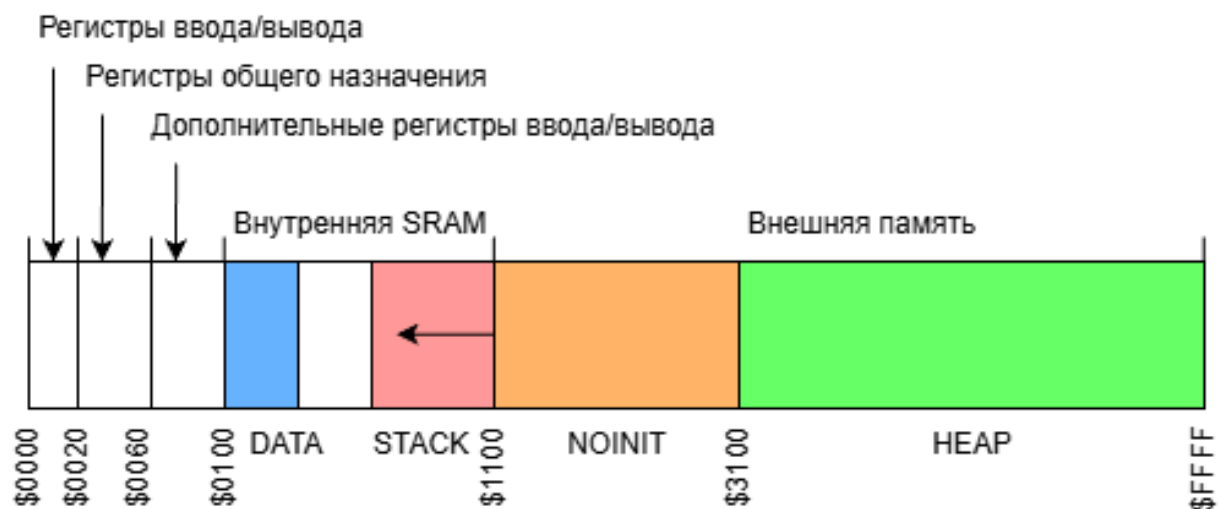 Регистры ввода/вывода
Регистры общего назначения
Дополнительные регистры ввода/вывода
Внутренняя SRAM Внешняя память
DATA STACK NOINIT HEAP
$0000 $0020 $0060 $0100 $1100 $3100 $FFFF